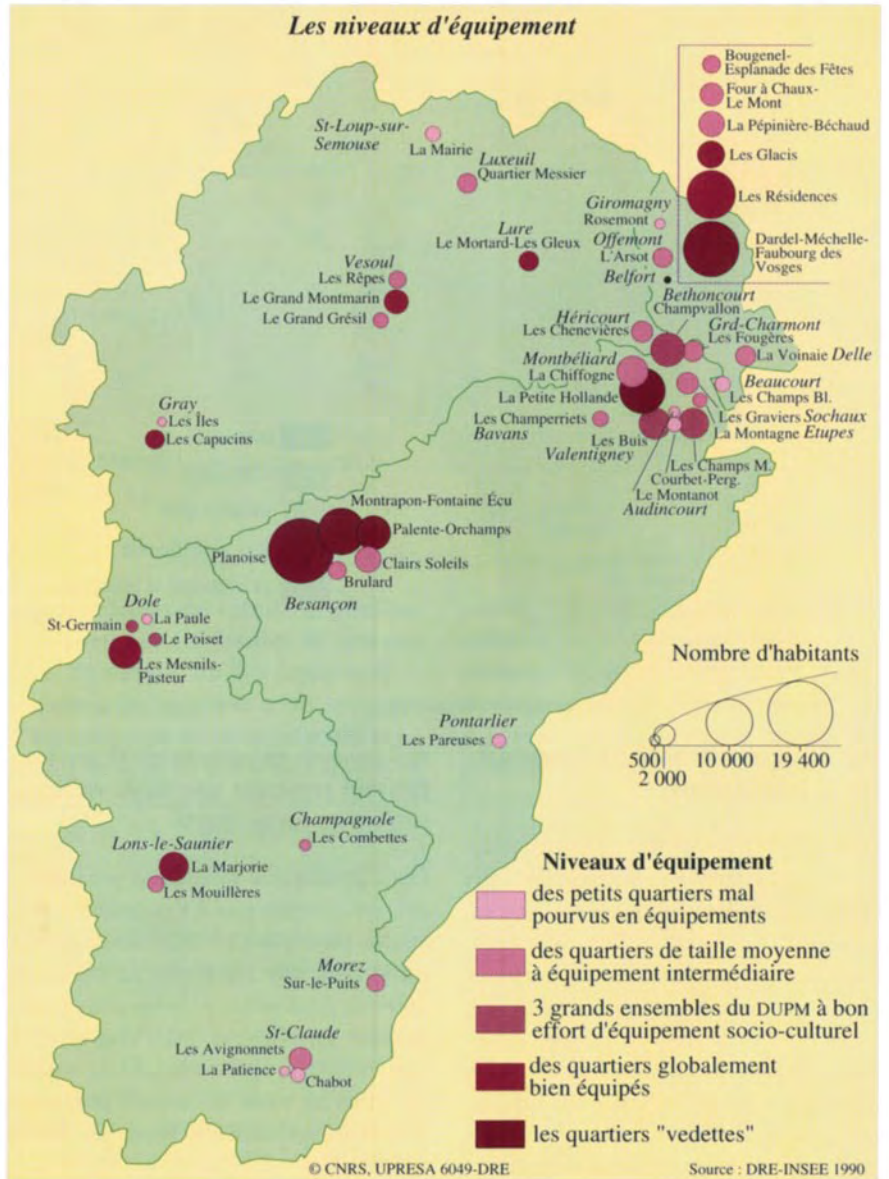 Les niveaux d'équipement
Bougenel-
Esplanade des Fêtes
Four à Chaux-
Le Mont
La Pépinière-Béchaud
Les Glacis
Les Résidences
Dardel-Méchelle-
Faubourg des
Vosges
St-Loup-sur-
Semouse
La Mairie
Luxeuil
Quartier Messier
Giromagny
Rosemont
Lure
Le Mortard-Les Gleux
Offemont
L'Arsot
Belfort
Vesoul
Les Rêpes
Le Grand Montmarin
Le Grand Grésil
Bethoncourt
Champvallon
Héricourt
Les Chenevières
Grd-Charmont
Les Fougères
La Voinaie Delle
Montbéliard
La Chiffogne
Beaucourt
Les Champs Bl.
La Petite Hollande
Gray
Les Îles
Les Capucins
Les Champerriets
Bavans
Les Graviers Sochaux
La Montagne Etupes
Les Buis
Valentigney
Les Champs M.
Courbet-Perg.
Le Montanot
Audincourt
Montrapon-Fontaine Écu
Palente-Orchamps
Planoise
Clairs Soleils
Brulard
Besançon
Dole
La Paule
St-Germain
Le Poiset
Les Mesnils-
Pasteur
Nombre d'habitants
500
2 000
10 000
19 400
Pontarlier
Les Pareuses
Champagnole
Les Combettes
Lons-le-Saunier
La Marjorie
Les Mouillères
Morez
Sur-le-Puits
St-Claude
Les Avignonnets
La Patience
Chabot
Niveaux d'équipement
des petits quartiers mal
pourvus en équipements
des quartiers de taille moyenne
à équipement intermédiaire
3 grands ensembles du DUPM à bon
effort d'équipement socio-culturel
des quartiers globalement
bien équipés
les quartiers "vedettes"
© CNRS, UPRESA 6049-DRE
Source : DRE-INSEE 1990